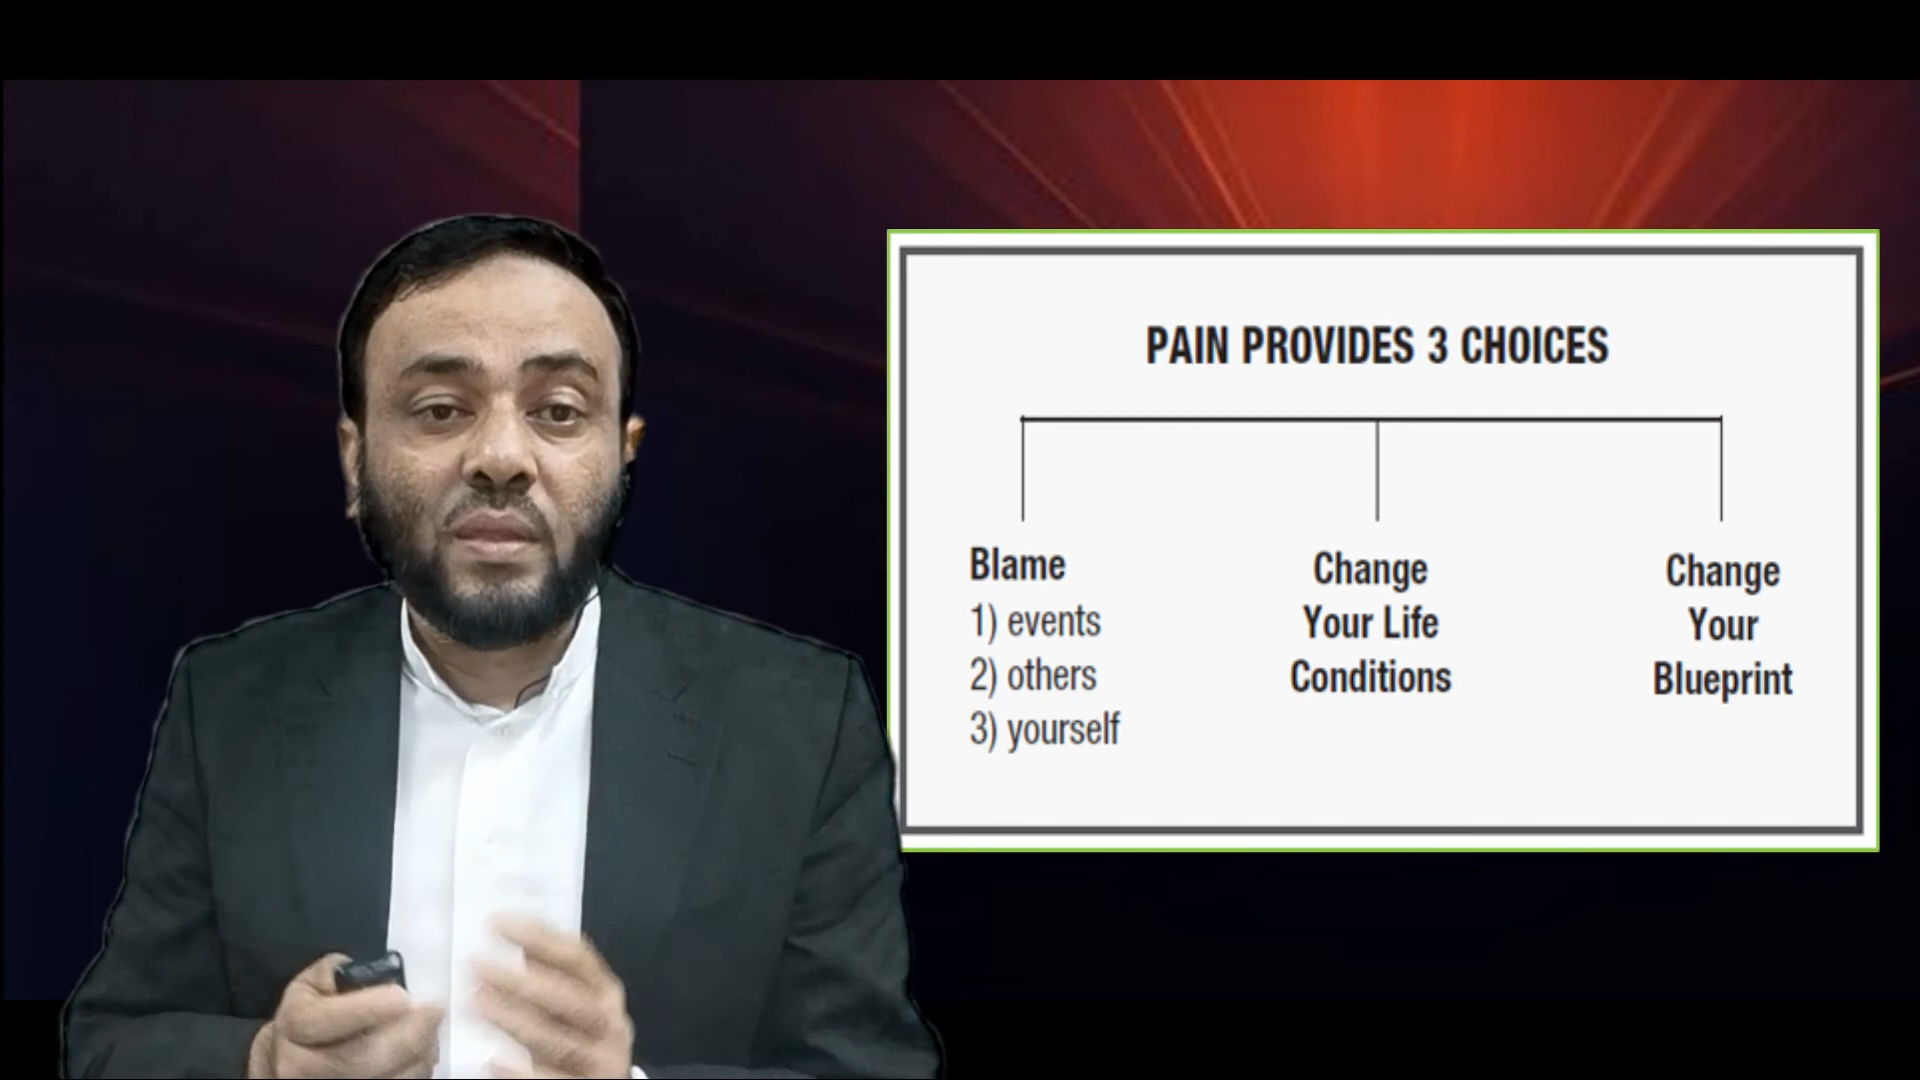 PAIN PROVIDES 3 CHOICES
Blame
1) events
2) others
3) yourself
Change
Your Life
Conditions
Change
Your
Blueprint